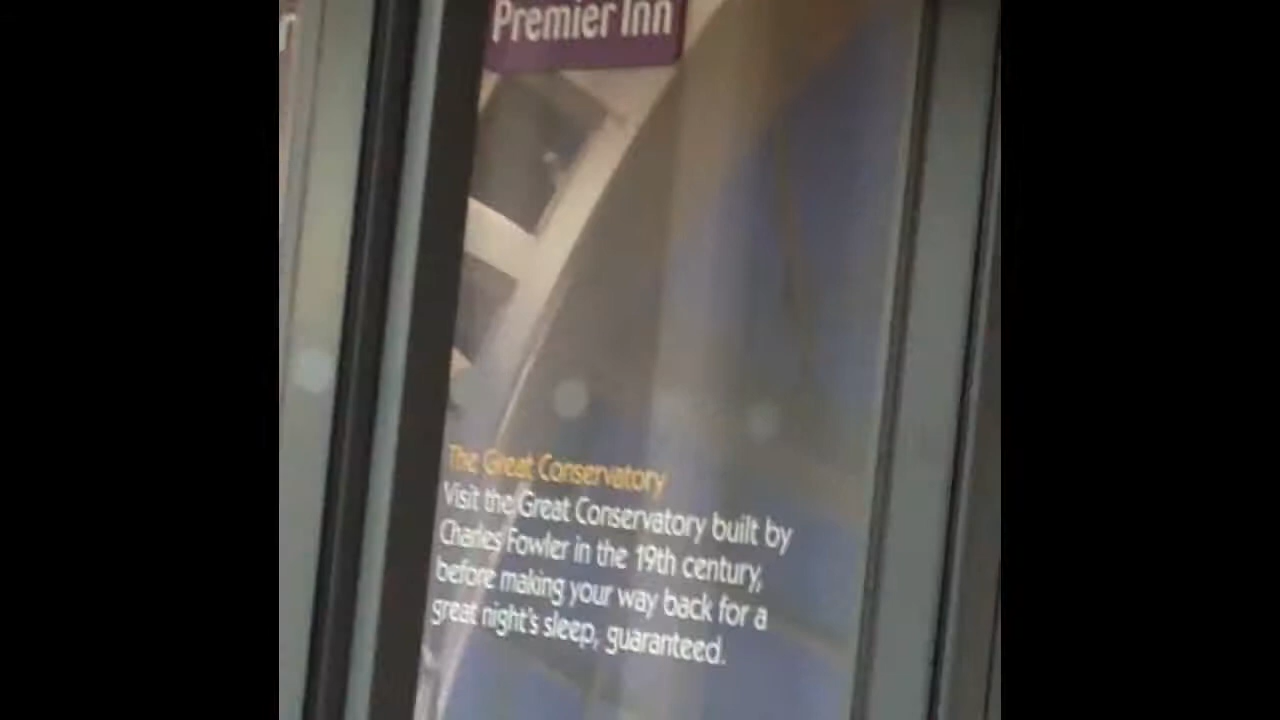 Premier Inn
The Great Conservatory
Visit the Great Conservatory built by
Charles Fowler in the 19th century,
before making your way back for a
great night's sleep, guaranteed.